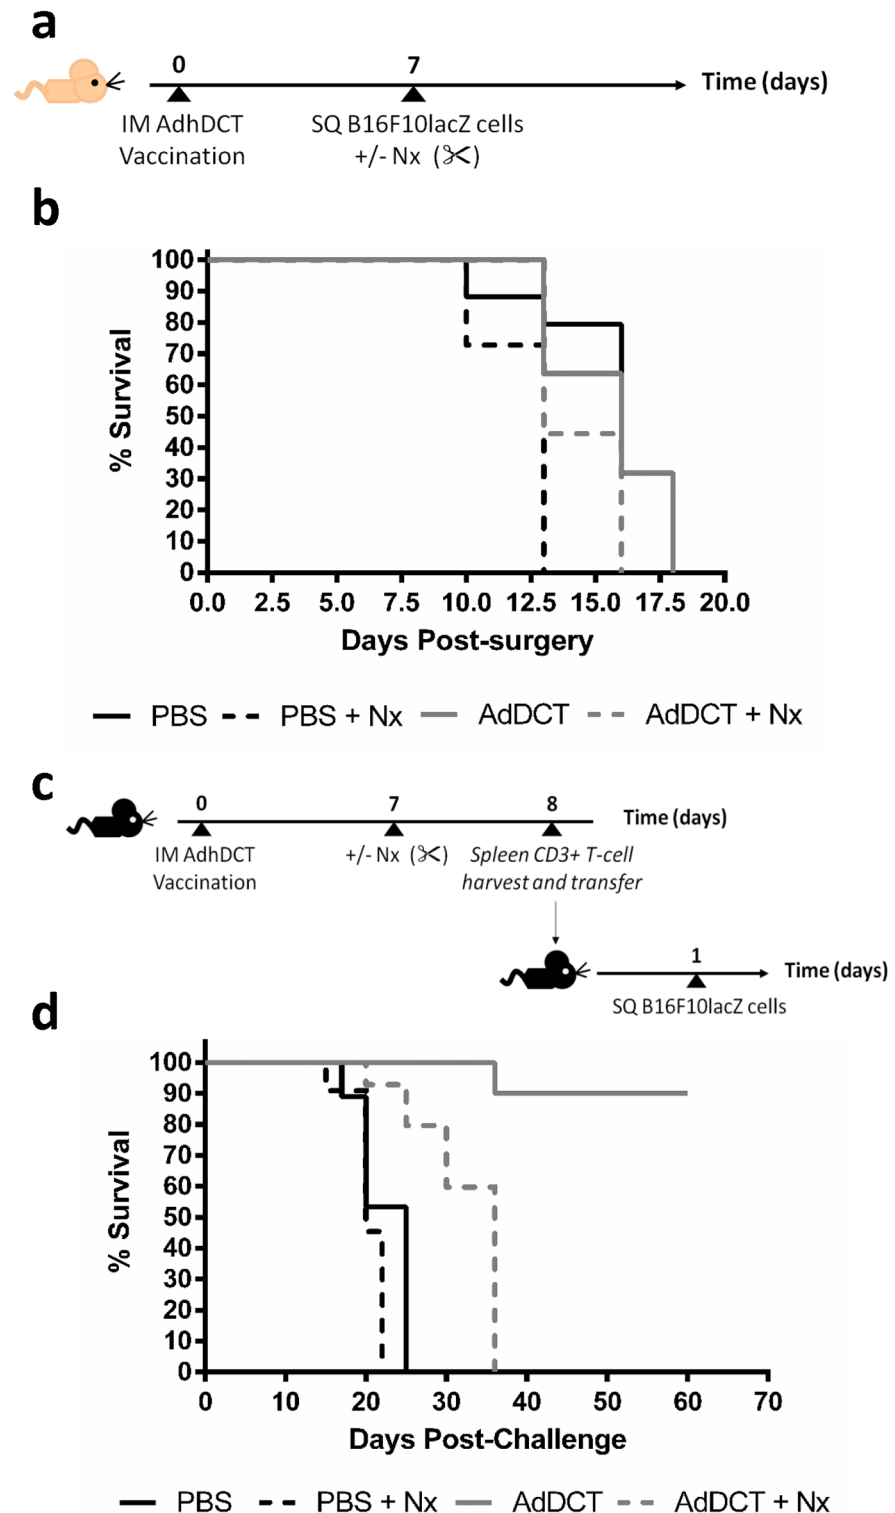 a
0 7 Time (days)
IM AdhDCT SQ B16F10lacZ cells
Vaccination +/- Nx ( )
b
% Survival
100
90
80
70
60
50
40
30
20
10
0
0.0 2.5 5.0 7.5 10.0 12.5 15.0 17.5 20.0
Days Post-surgery
PBS PBS + Nx AdDCT AdDCT + Nx
c
0 7 8 Time (days)
IM AdhDCT +/- Nx ( ) Spleen CD3+ T-cell
Vaccination harvest and transfer
1 Time (days)
SQ B16F10lacZ cells
d
% Survival
100
90
80
70
60
50
40
30
20
10
0
0 10 20 30 40 50 60 70
Days Post-Challenge
PBS PBS + Nx AdDCT AdDCT + Nx